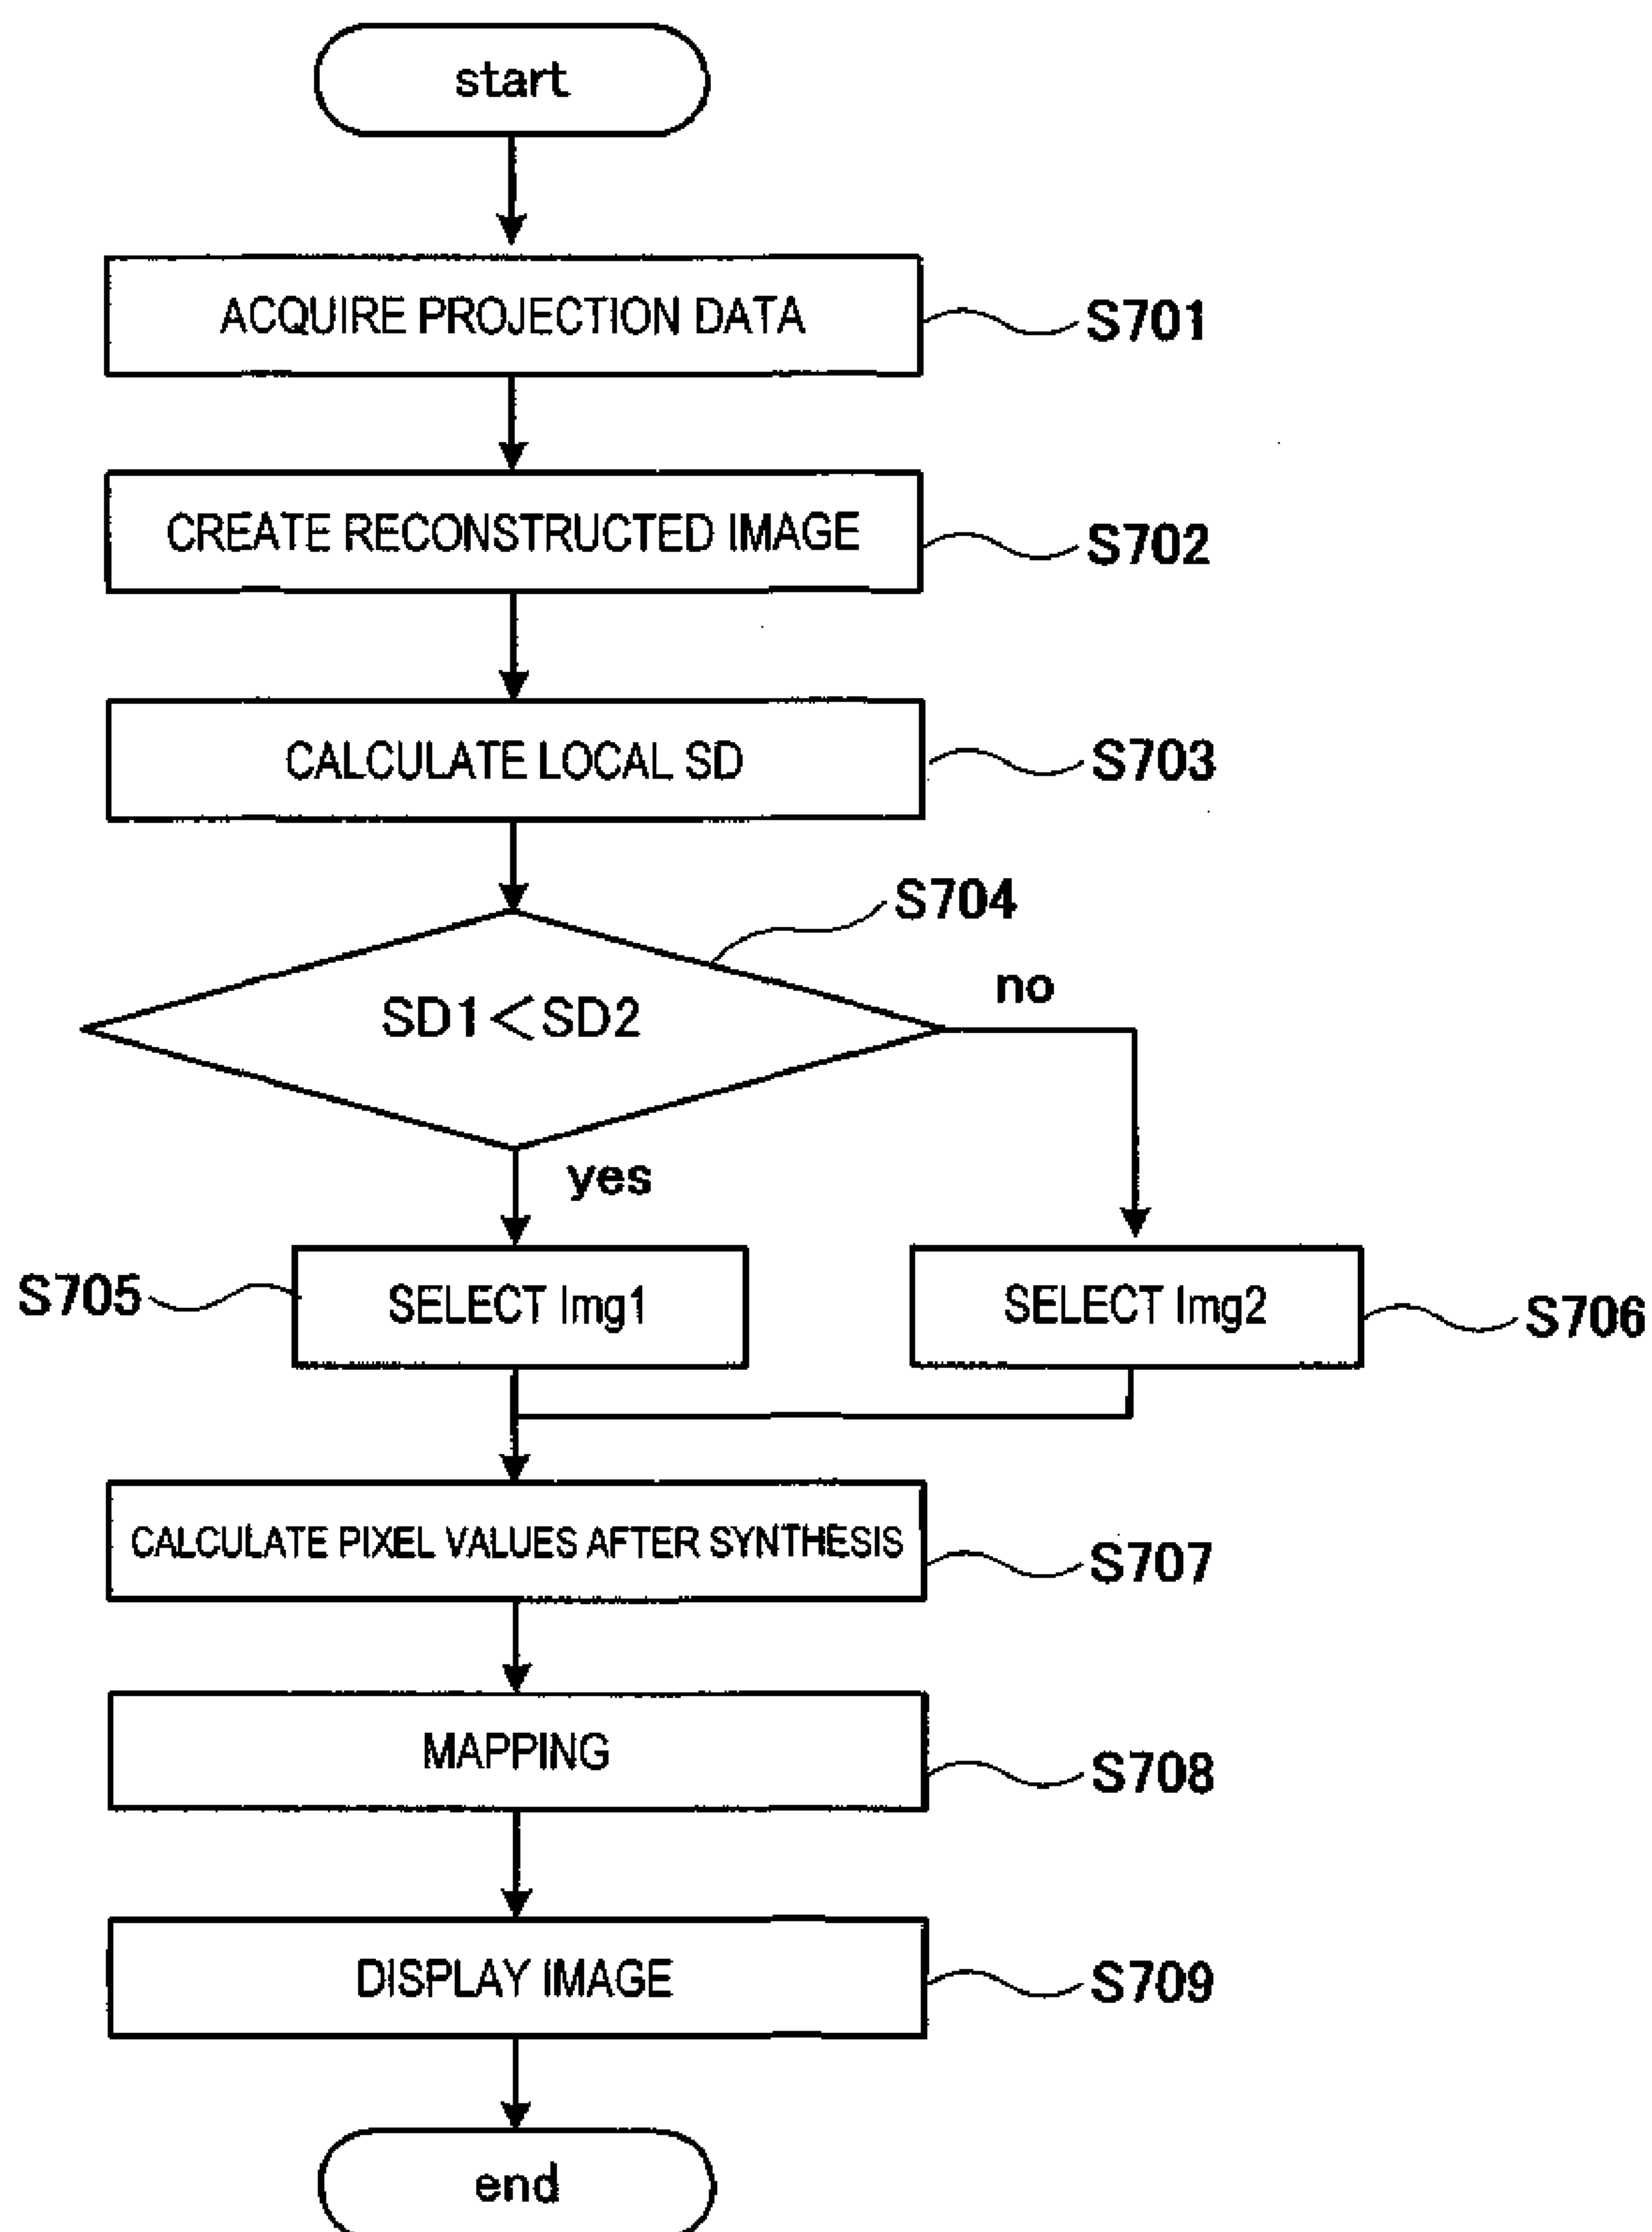 start
ACQUIRE PROJECTION DATA
S701
CREATE RECONSTRUCTED IMAGE
S702
CALCULATE LOCAL SD
S703
S704
SD1<SD2
no
yes
S705
SELECT Img1
SELECT Img2
S706
CALCULATE PIXEL VALUES AFTER SYNTHESIS
S707
MAPPING
S708
DISPLAY IMAGE
S709
end